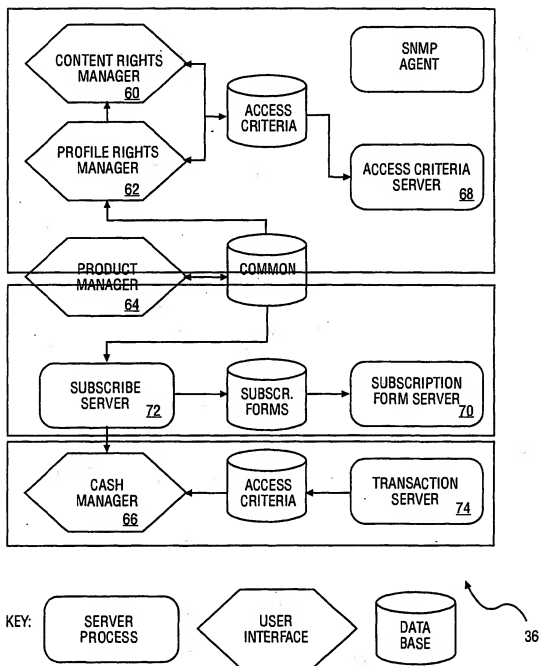 CONTENT RIGHTS
MANAGER
60
SNMP
AGENT
ACCESS
CRITERIA
PROFILE RIGHTS
MANAGER
62
ACCESS CRITERIA
SERVER
68
PRODUCT
MANAGER
64
COMMON
SUBSCRIBE
SERVER
72
SUBSCR.
FORMS
SUBSCRIPTION
FORM SERVER
70
CASH
MANAGER
66
ACCESS
CRITERIA
TRANSACTION
SERVER
74
KEY:
SERVER
PROCESS
USER
INTERFACE
DATA
BASE
36